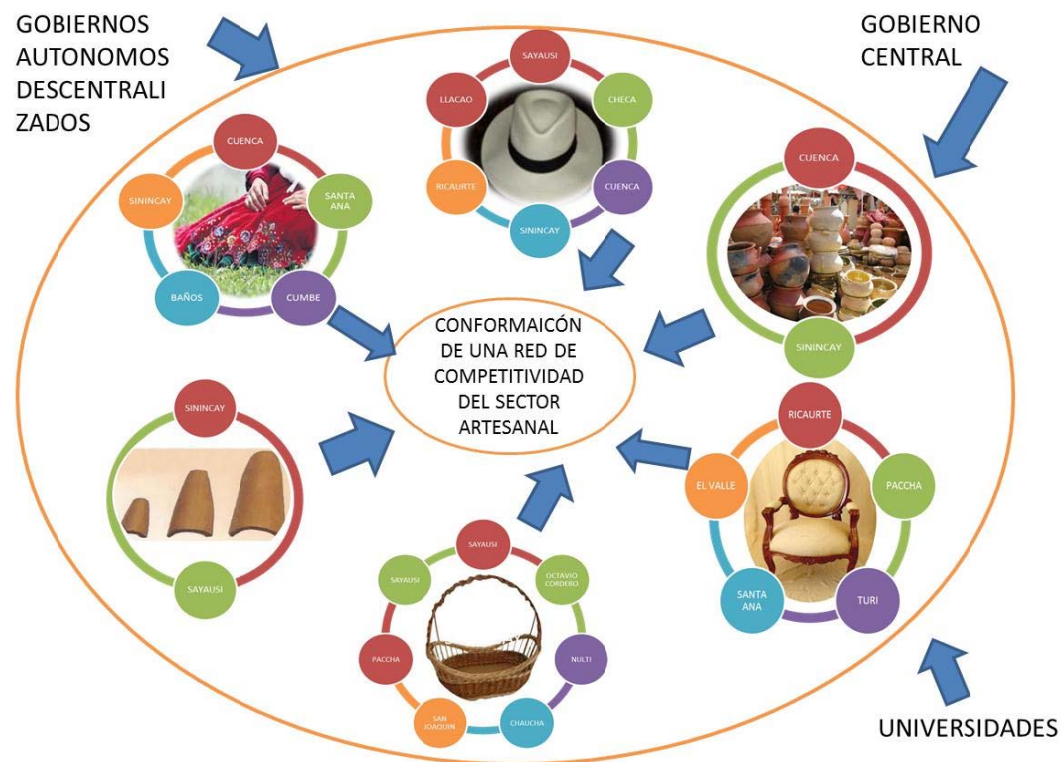 GOBIERNOS
AUTONOMOS
DESCENTRALI
ZADOS
GOBIERNO
CENTRAL
SAYAUSI
LLACAO
CHECA
RICAURTE
CUENCA
SININCAY
CUENCA
SININCAY
SANTA
ANA
BAÑOS
CUMBE
CUENCA
SININCAY
CONFORMAICÓN
DE UNA RED DE
COMPETITIVIDAD
DEL SECTOR
ARTESANAL
SININCAY
SAYAUSI
RICAURTE
EL VALLE
PACCHA
SANTA
ANA
TURI
SAYAUSI
SAYAUSI
OCTAVIO
CORDERO
PACCHA
NULTI
SAN
JOAQUIN
CHAUCHA
UNIVERSIDADES